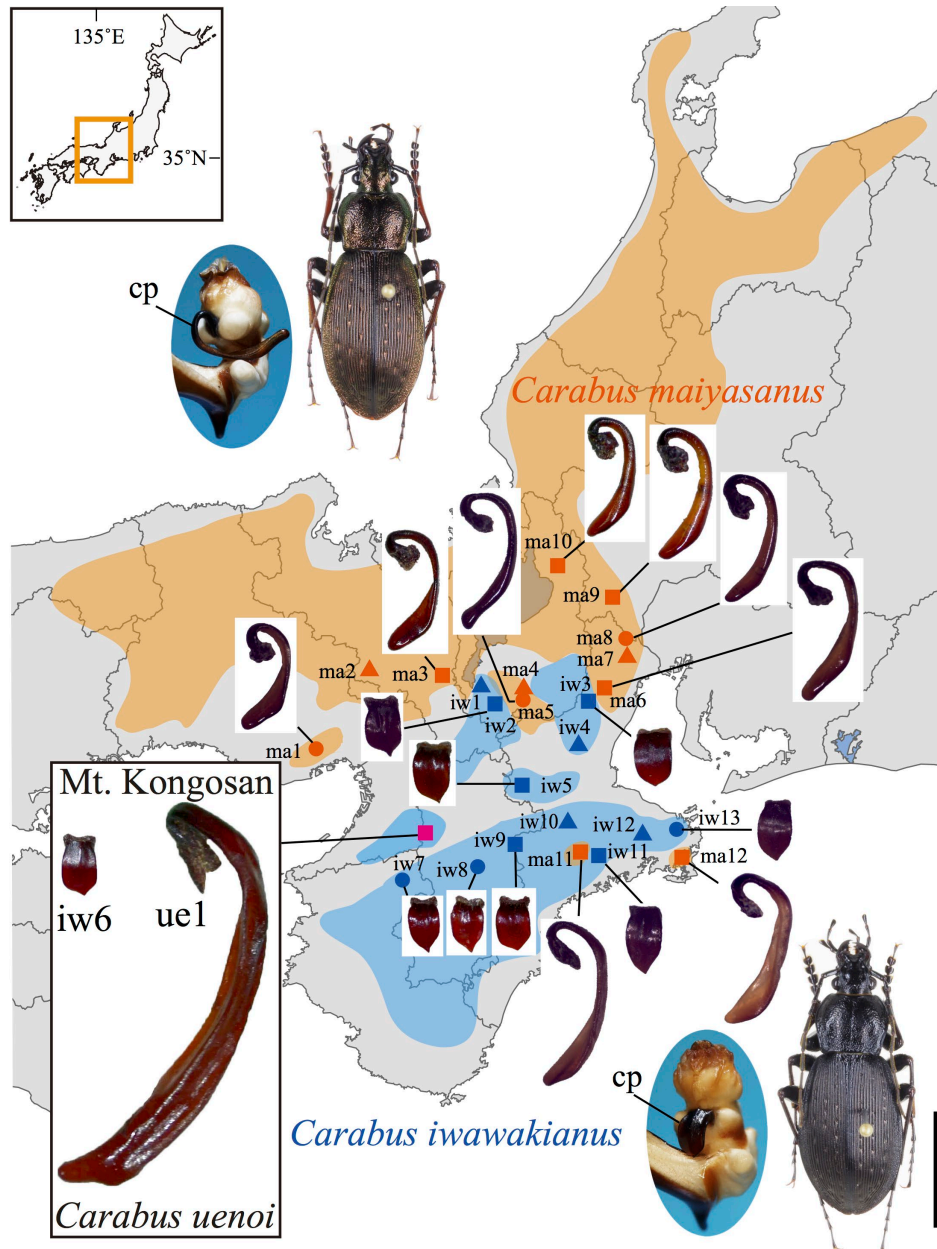 135°E
35°N
cp
Carabus maiyasanus
ma10
ma9
ma8
ma7
ma2
ma3
ma4
iw3
ma6
iw1
ma5
iw2
iw4
ma1
Mt. Kongosan
iw5
iw10
iw12
iw13
iw9
ma11
iw11
ma12
iw7
iw8
iw6
ue1
cp
Carabus iwawakianus
Carabus uenoi